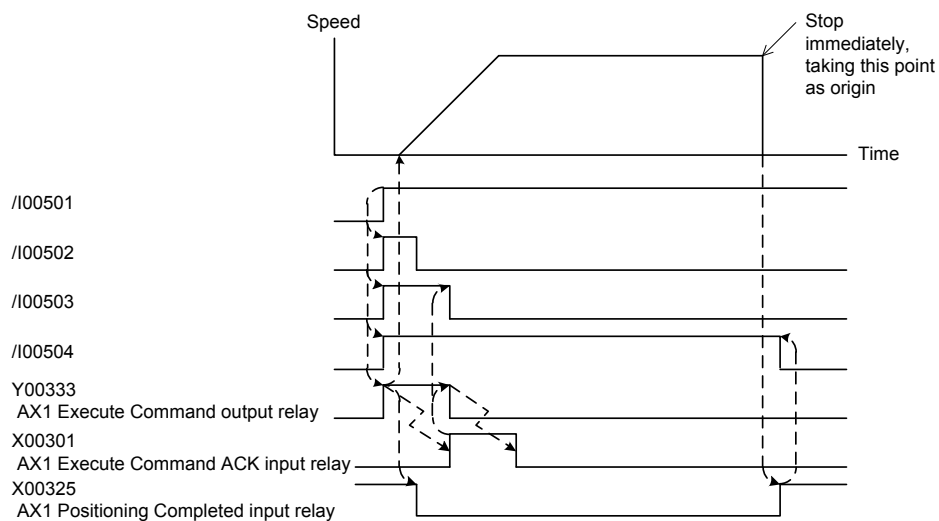 Speed
Stop
immediately,
taking this point
as origin
Time
/I00501
/I00502
/I00503
/I00504
Y00333
AX1 Execute Command output relay
X00301
AX1 Execute Command ACK input relay
X00325
AX1 Positioning Completed input relay